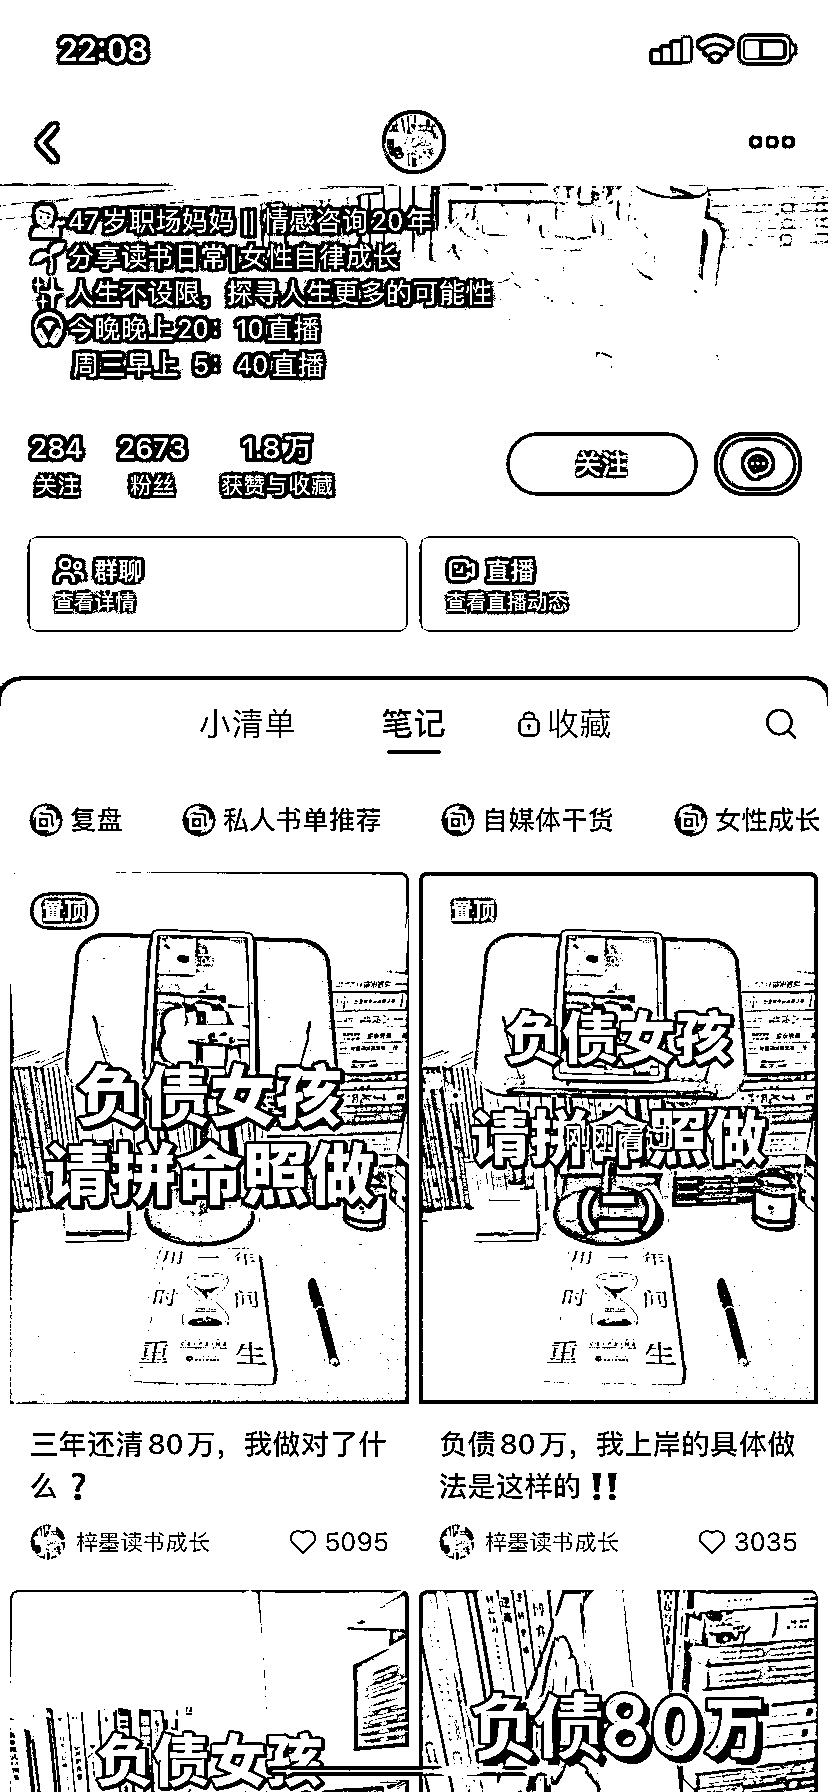 22:08
47岁职场妈妈 || 情感咨询20年
分享读书日常|女性自律成长
人生不设限，探寻人生更多的可能性
今晚晚上20：10直播
周三早上 5：40直播
284 2673 1.8万
关注 粉丝 获赞与收藏
关注
群聊
查看详情
直播
查看直播动态
小清单 笔记 收藏
复盘 私人书单推荐 自媒体干货 女性成长
置顶
负债女孩
请拼命照做
用一年
时间
重生
三年还清80万，我做对了什
么？
梓墨读书成长 5095
置顶
负债女孩
请拼命照做
刚刚看过
（二）
用一年
时间
重生
负债80万，我上岸的具体做
法是这样的‼️
梓墨读书成长 3035
负债女孩
负债80万